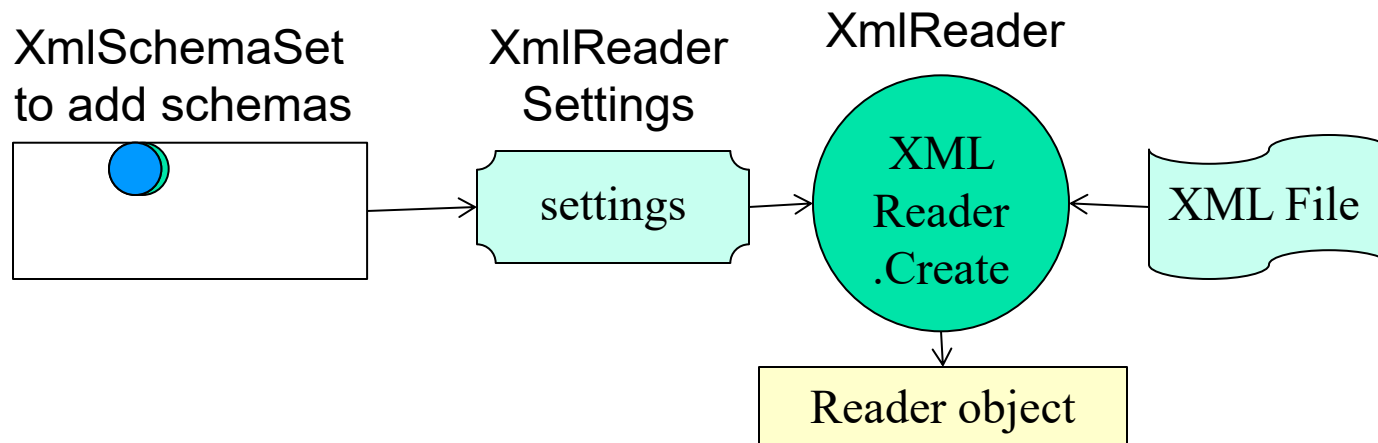 XmlSchemaSet
to add schemas
XmlReader
Settings
XmlReader
settings
XML
Reader
.Create
XML File
Reader object